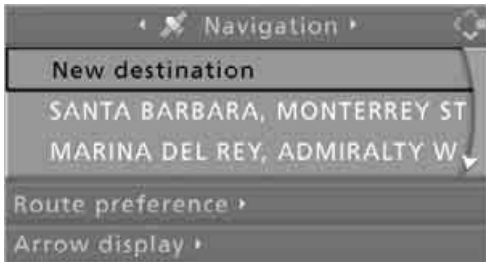 Navigation
New destination
SANTA BARBARA, MONTERREY ST
MARINA DEL REY, ADMIRALTY W
Route preference
Arrow display